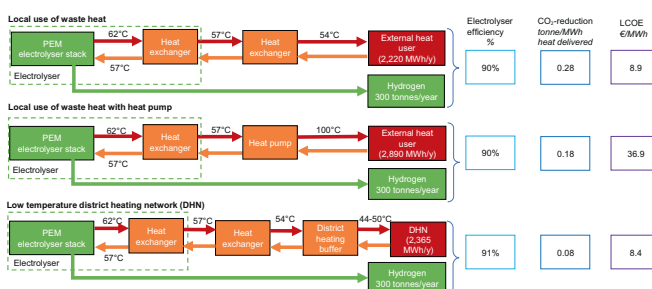 Local use of waste heat
Electrolyser
efficiency
%
CO₂-reduction
tonne/MWh
heat delivered
LCOE
€/MWh
PEM
electrolyser stack
62°C
57°C
Heat
exchanger
57°C
Heat
exchanger
54°C
External heat
user
(2,220 MWh/y)
Electrolyser
Hydrogen
300 tonnes/year
90%
0.28
8.9
Local use of waste heat with heat pump
PEM
electrolyser stack
62°C
57°C
Heat
exchanger
57°C
Heat pump
100°C
External heat
user
(2,890 MWh/y)
Electrolyser
Hydrogen
300 tonnes/year
90%
0.18
36.9
Low temperature district heating network (DHN)
PEM
electrolyser stack
62°C
57°C
Heat
exchanger
57°C
Heat
exchanger
54°C
District
heating
buffer
44-50°C
DHN
(2,365
MWh/y)
Electrolyser
Hydrogen
300 tonnes/year
91%
0.08
8.4